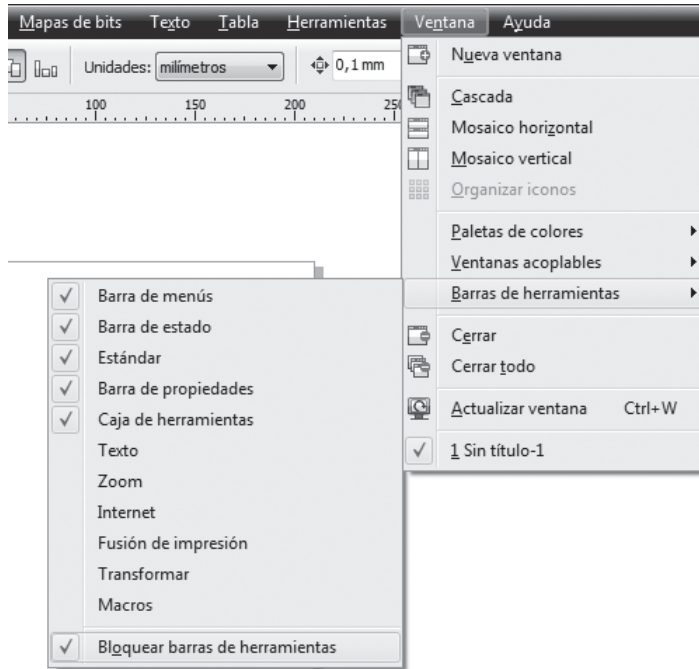 Mapas de bits Texto Tabla Herramientas Ventana Ayuda
Unidades: milímetros 0,1 mm
100 150 200 250
Nueva ventana
Cascada
Mosaico horizontal
Mosaico vertical
Organizar iconos
Paletas de colores
Ventanas acoplables
Barras de herramientas
Cerrar
Cerrar todo
Actualizar ventana Ctrl+W
1 Sin título-1
Barra de menús
Barra de estado
Estándar
Barra de propiedades
Caja de herramientas
Texto
Zoom
Internet
Fusión de impresión
Transformar
Macros
Bloquear barras de herramientas